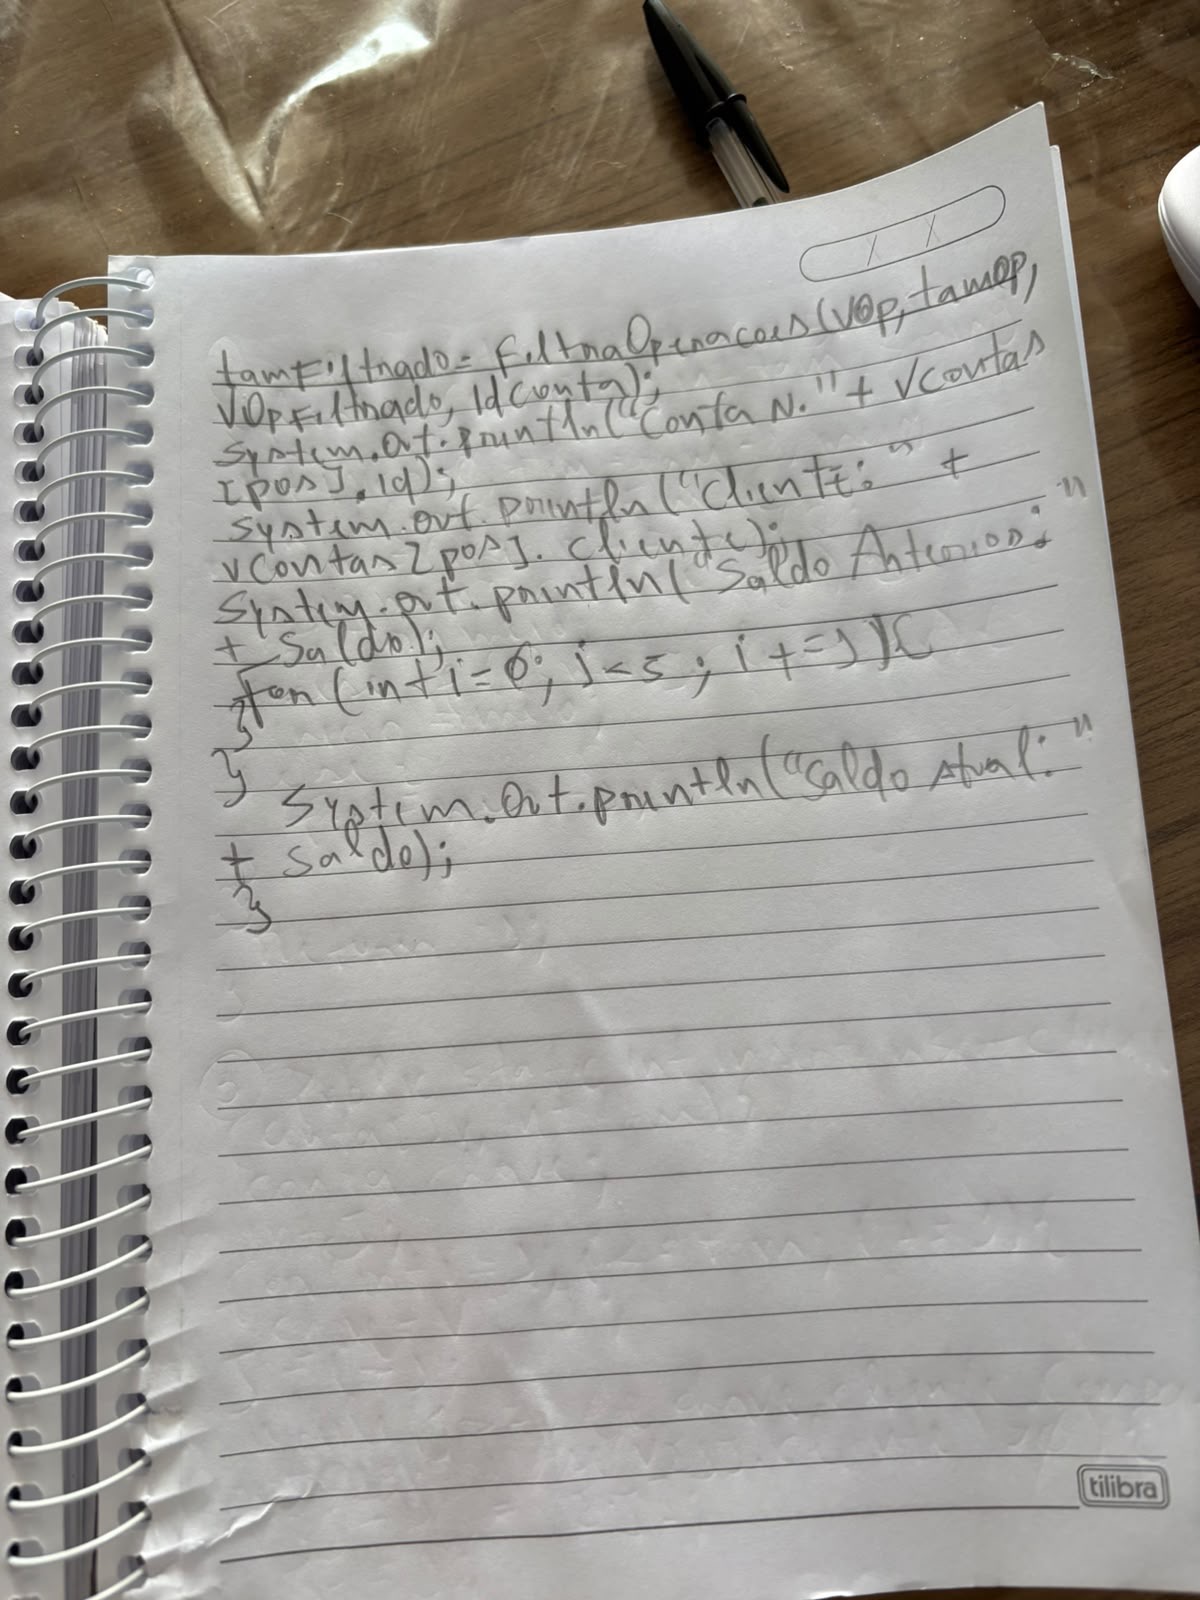 X X
tamFiltrado = FiltraOperacoes(VOp, tamOP,
VOpFiltrado, Idconta);
System.out.println("Conta N. " + Vcontas
[pos].id);
System.out.println("Cliente: " +
vContas[pos].cliente);
System.out.println("Saldo Anterior: "
+ Saldo);
for (int i=0; i<5; i+=1){
}
}
System.Out.println("Saldo Atual: "
+ Saldo);
}
tilibra